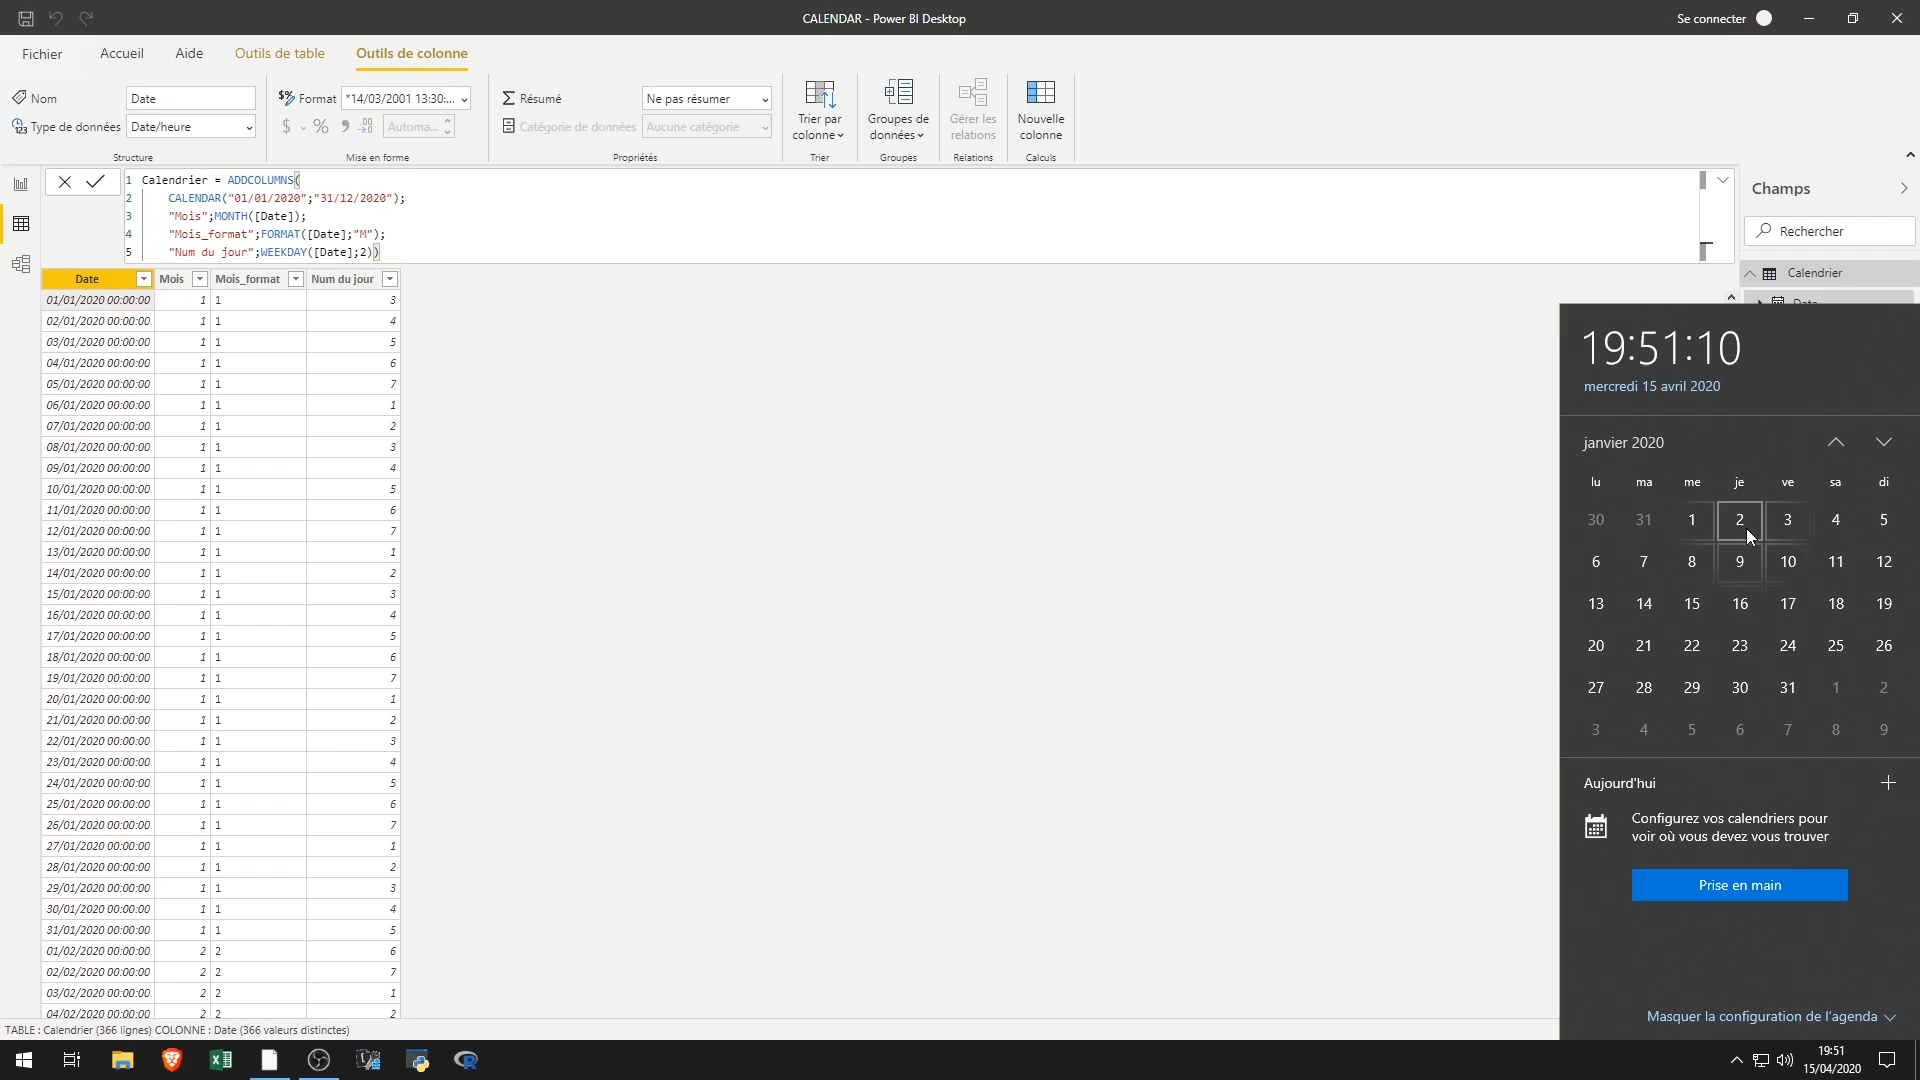 CALENDAR - Power BI Desktop
Se connecter
Fichier
Accueil
Aide
Outils de table
Outils de colonne
Nom
Date
Type de données
Date/heure
Structure
Format
*14/03/2001 13:30:...
$
%
Automa...
Mise en forme
Résumé
Ne pas résumer
Catégorie de données
Aucune catégorie
Propriétés
Trier par
colonne
Trier
Groupes de
données
Groupes
Gérer les
relations
Relations
Nouvelle
colonne
Calculs
1 Calendrier = ADDCOLUMNS(
2 CALENDAR("01/01/2020";"31/12/2020");
3 "Mois";MONTH([Date]);
4 "Mois_format";FORMAT([Date];"M");
5 "Num du jour";WEEKDAY([Date];2))
Date Mois Mois_format Num du jour
01/01/2020 00:00:00 1 1 3
02/01/2020 00:00:00 1 1 4
03/01/2020 00:00:00 1 1 5
04/01/2020 00:00:00 1 1 6
05/01/2020 00:00:00 1 1 7
06/01/2020 00:00:00 1 1 1
07/01/2020 00:00:00 1 1 2
08/01/2020 00:00:00 1 1 3
09/01/2020 00:00:00 1 1 4
10/01/2020 00:00:00 1 1 5
11/01/2020 00:00:00 1 1 6
12/01/2020 00:00:00 1 1 7
13/01/2020 00:00:00 1 1 1
14/01/2020 00:00:00 1 1 2
15/01/2020 00:00:00 1 1 3
16/01/2020 00:00:00 1 1 4
17/01/2020 00:00:00 1 1 5
18/01/2020 00:00:00 1 1 6
19/01/2020 00:00:00 1 1 7
20/01/2020 00:00:00 1 1 1
21/01/2020 00:00:00 1 1 2
22/01/2020 00:00:00 1 1 3
23/01/2020 00:00:00 1 1 4
24/01/2020 00:00:00 1 1 5
25/01/2020 00:00:00 1 1 6
26/01/2020 00:00:00 1 1 7
27/01/2020 00:00:00 1 1 1
28/01/2020 00:00:00 1 1 2
29/01/2020 00:00:00 1 1 3
30/01/2020 00:00:00 1 1 4
31/01/2020 00:00:00 1 1 5
01/02/2020 00:00:00 2 2 6
02/02/2020 00:00:00 2 2 7
03/02/2020 00:00:00 2 2 1
04/02/2020 00:00:00 2 2 2
TABLE : Calendrier (366 lignes) COLONNE : Date (366 valeurs distinctes)
Champs
Rechercher
Calendrier
19:51:10
mercredi 15 avril 2020
janvier 2020
lu ma me je ve sa di
30 31 1 2 3 4 5
6 7 8 9 10 11 12
13 14 15 16 17 18 19
20 21 22 23 24 25 26
27 28 29 30 31 1 2
3 4 5 6 7 8 9
Aujourd'hui
Configurez vos calendriers pour
voir où vous devez vous trouver
Prise en main
Masquer la configuration de l'agenda
19:51
15/04/2020